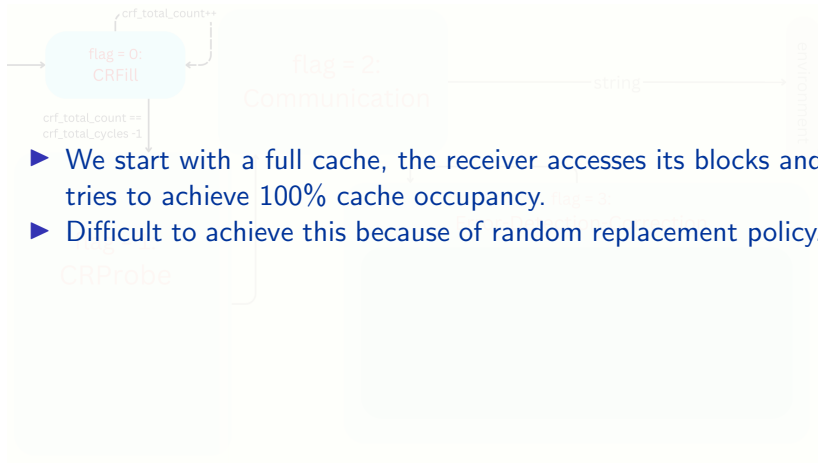 crf_total_count++
flag = 0:
CRFill
flag = 2:
Communication
string
environment
crf_total_count ==
crf_total_cycles -1
We start with a full cache, the receiver accesses its blocks and
tries to achieve 100% cache occupancy.
Difficult to achieve this because of random replacement policy.
CRProbe